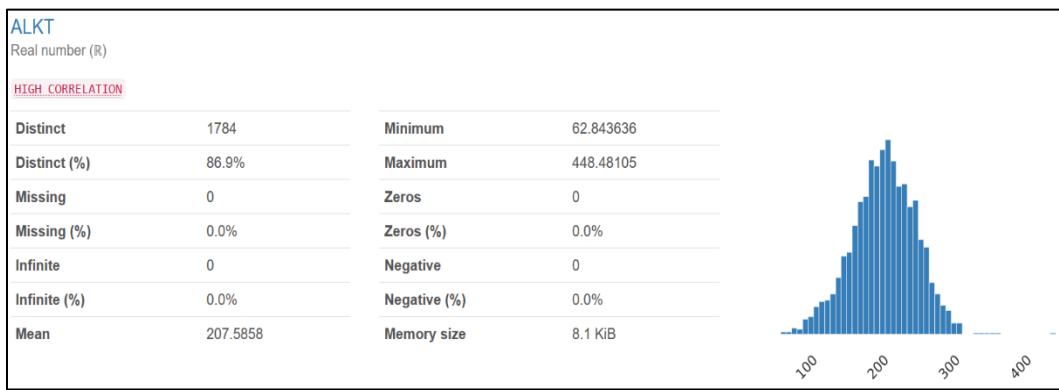 ALKT
Real number (ℝ)
HIGH CORRELATION
Distinct 1784
Distinct (%) 86.9%
Missing 0
Missing (%) 0.0%
Infinite 0
Infinite (%) 0.0%
Mean 207.5858
Minimum 62.843636
Maximum 448.48105
Zeros 0
Zeros (%) 0.0%
Negative 0
Negative (%) 0.0%
Memory size 8.1 KiB
100 200 300 400